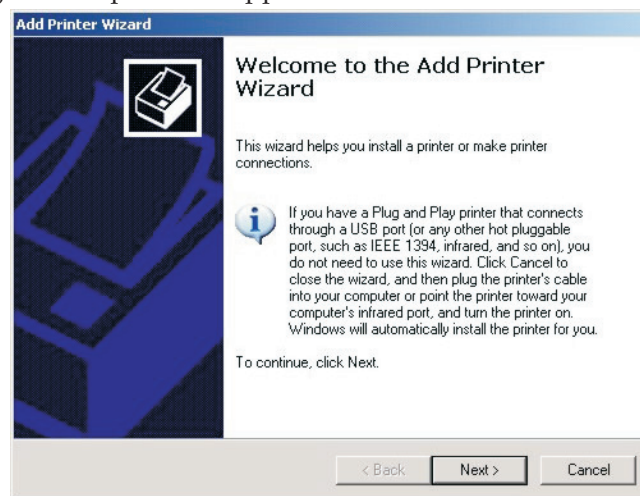 Add Printer Wizard
Welcome to the Add Printer
Wizard
This wizard helps you install a printer or make printer
connections.
If you have a Plug and Play printer that connects
through a USB port (or any other hot pluggable
port, such as IEEE 1394, infrared, and so on), you
do not need to use this wizard. Click Cancel to
close the wizard, and then plug the printer's cable
into your computer or point the printer toward your
computer's infrared port, and turn the printer on.
Windows will automatically install the printer for you.
To continue, click Next.
< Back Next > Cancel